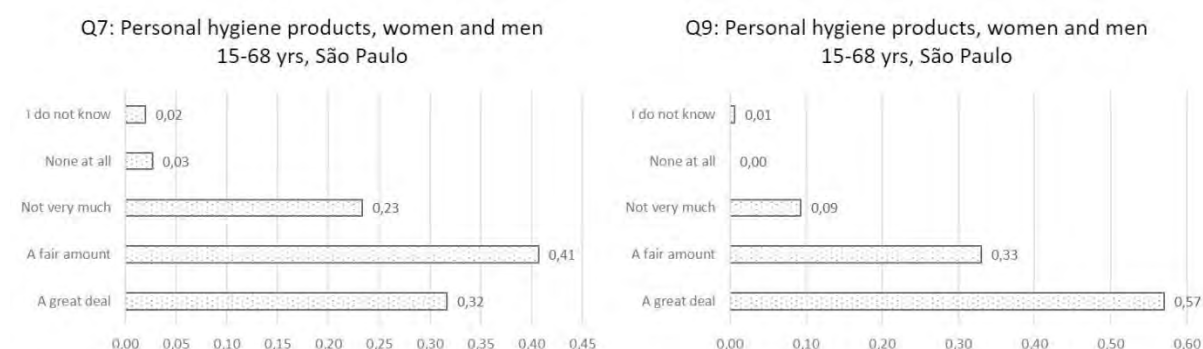 Q7: Personal hygiene products, women and men
15-68 yrs, São Paulo
I do not know 0,02
None at all 0,03
Not very much 0,23
A fair amount 0,41
A great deal 0,32
0,00 0,05 0,10 0,15 0,20 0,25 0,30 0,35 0,40 0,45
Q9: Personal hygiene products, women and men
15-68 yrs, São Paulo
I do not know 0,01
None at all 0,00
Not very much 0,09
A fair amount 0,33
A great deal 0,57
0,00 0,10 0,20 0,30 0,40 0,50 0,60